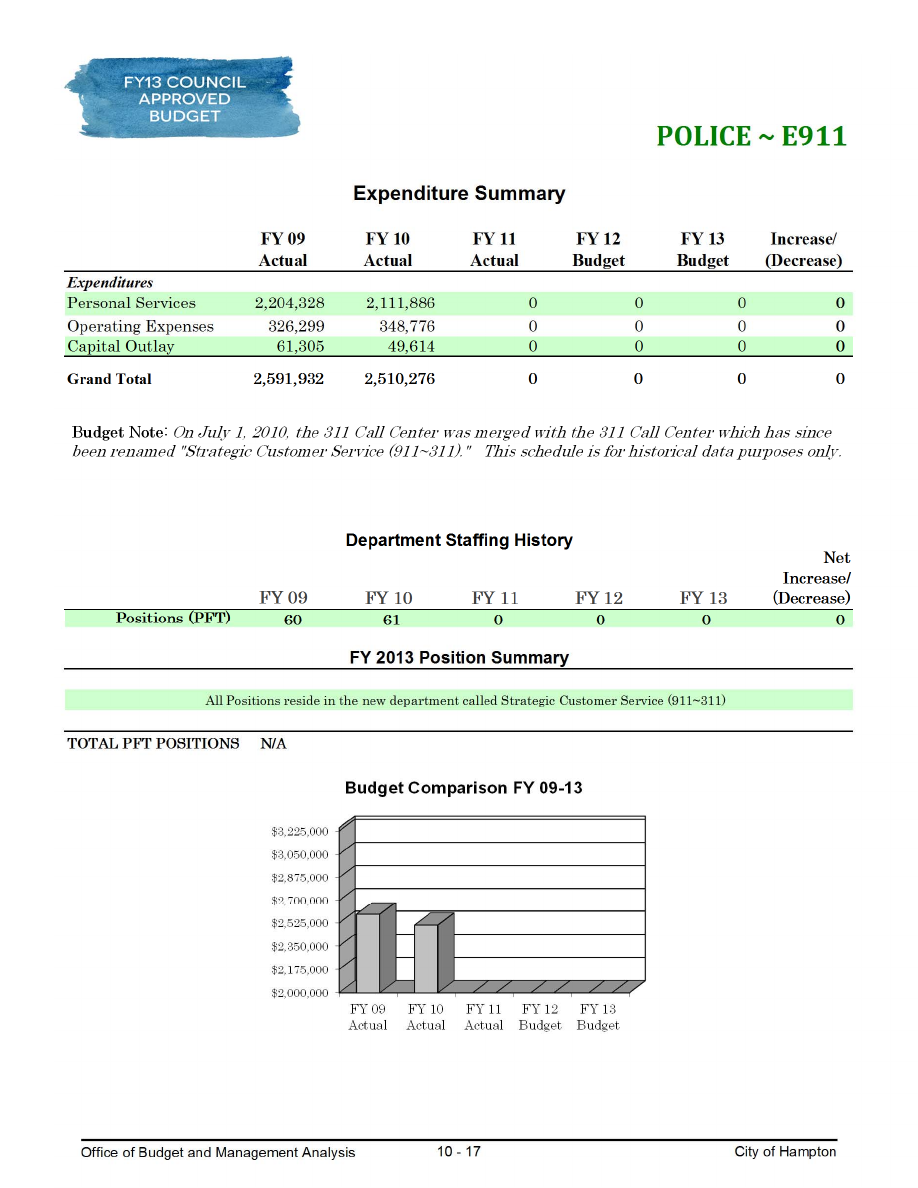 FY13 COUNCIL
APPROVED
BUDGET
POLICE ~ E911
Expenditure Summary
FY 09 FY 10 FY 11 FY 12 FY 13 Increase/
Actual Actual Actual Budget Budget (Decrease)
Expenditures
Personal Services 2,204,328 2,111,886 0 0 0 0
Operating Expenses 326,299 348,776 0 0 0 0
Capital Outlay 61,305 49,614 0 0 0 0
Grand Total 2,591,932 2,510,276 0 0 0 0
Budget Note: On July 1, 2010, the 311 Call Center was merged with the 311 Call Center which has since
been renamed "Strategic Customer Service (911~311)." This schedule is for historical data purposes only.
Department Staffing History
Net
Increase/
FY 09 FY 10 FY 11 FY 12 FY 13 (Decrease)
Positions (PFT) 60 61 0 0 0 0
FY 2013 Position Summary
All Positions reside in the new department called Strategic Customer Service (911~311)
TOTAL PFT POSITIONS N/A
Budget Comparison FY 09-13
$3,225,000
$3,050,000
$2,875,000
$2,700,000
$2,525,000
$2,350,000
$2,175,000
$2,000,000
FY 09 FY 10 FY 11 FY 12 FY 13
Actual Actual Actual Budget Budget
Office of Budget and Management Analysis 10 - 17 City of Hampton